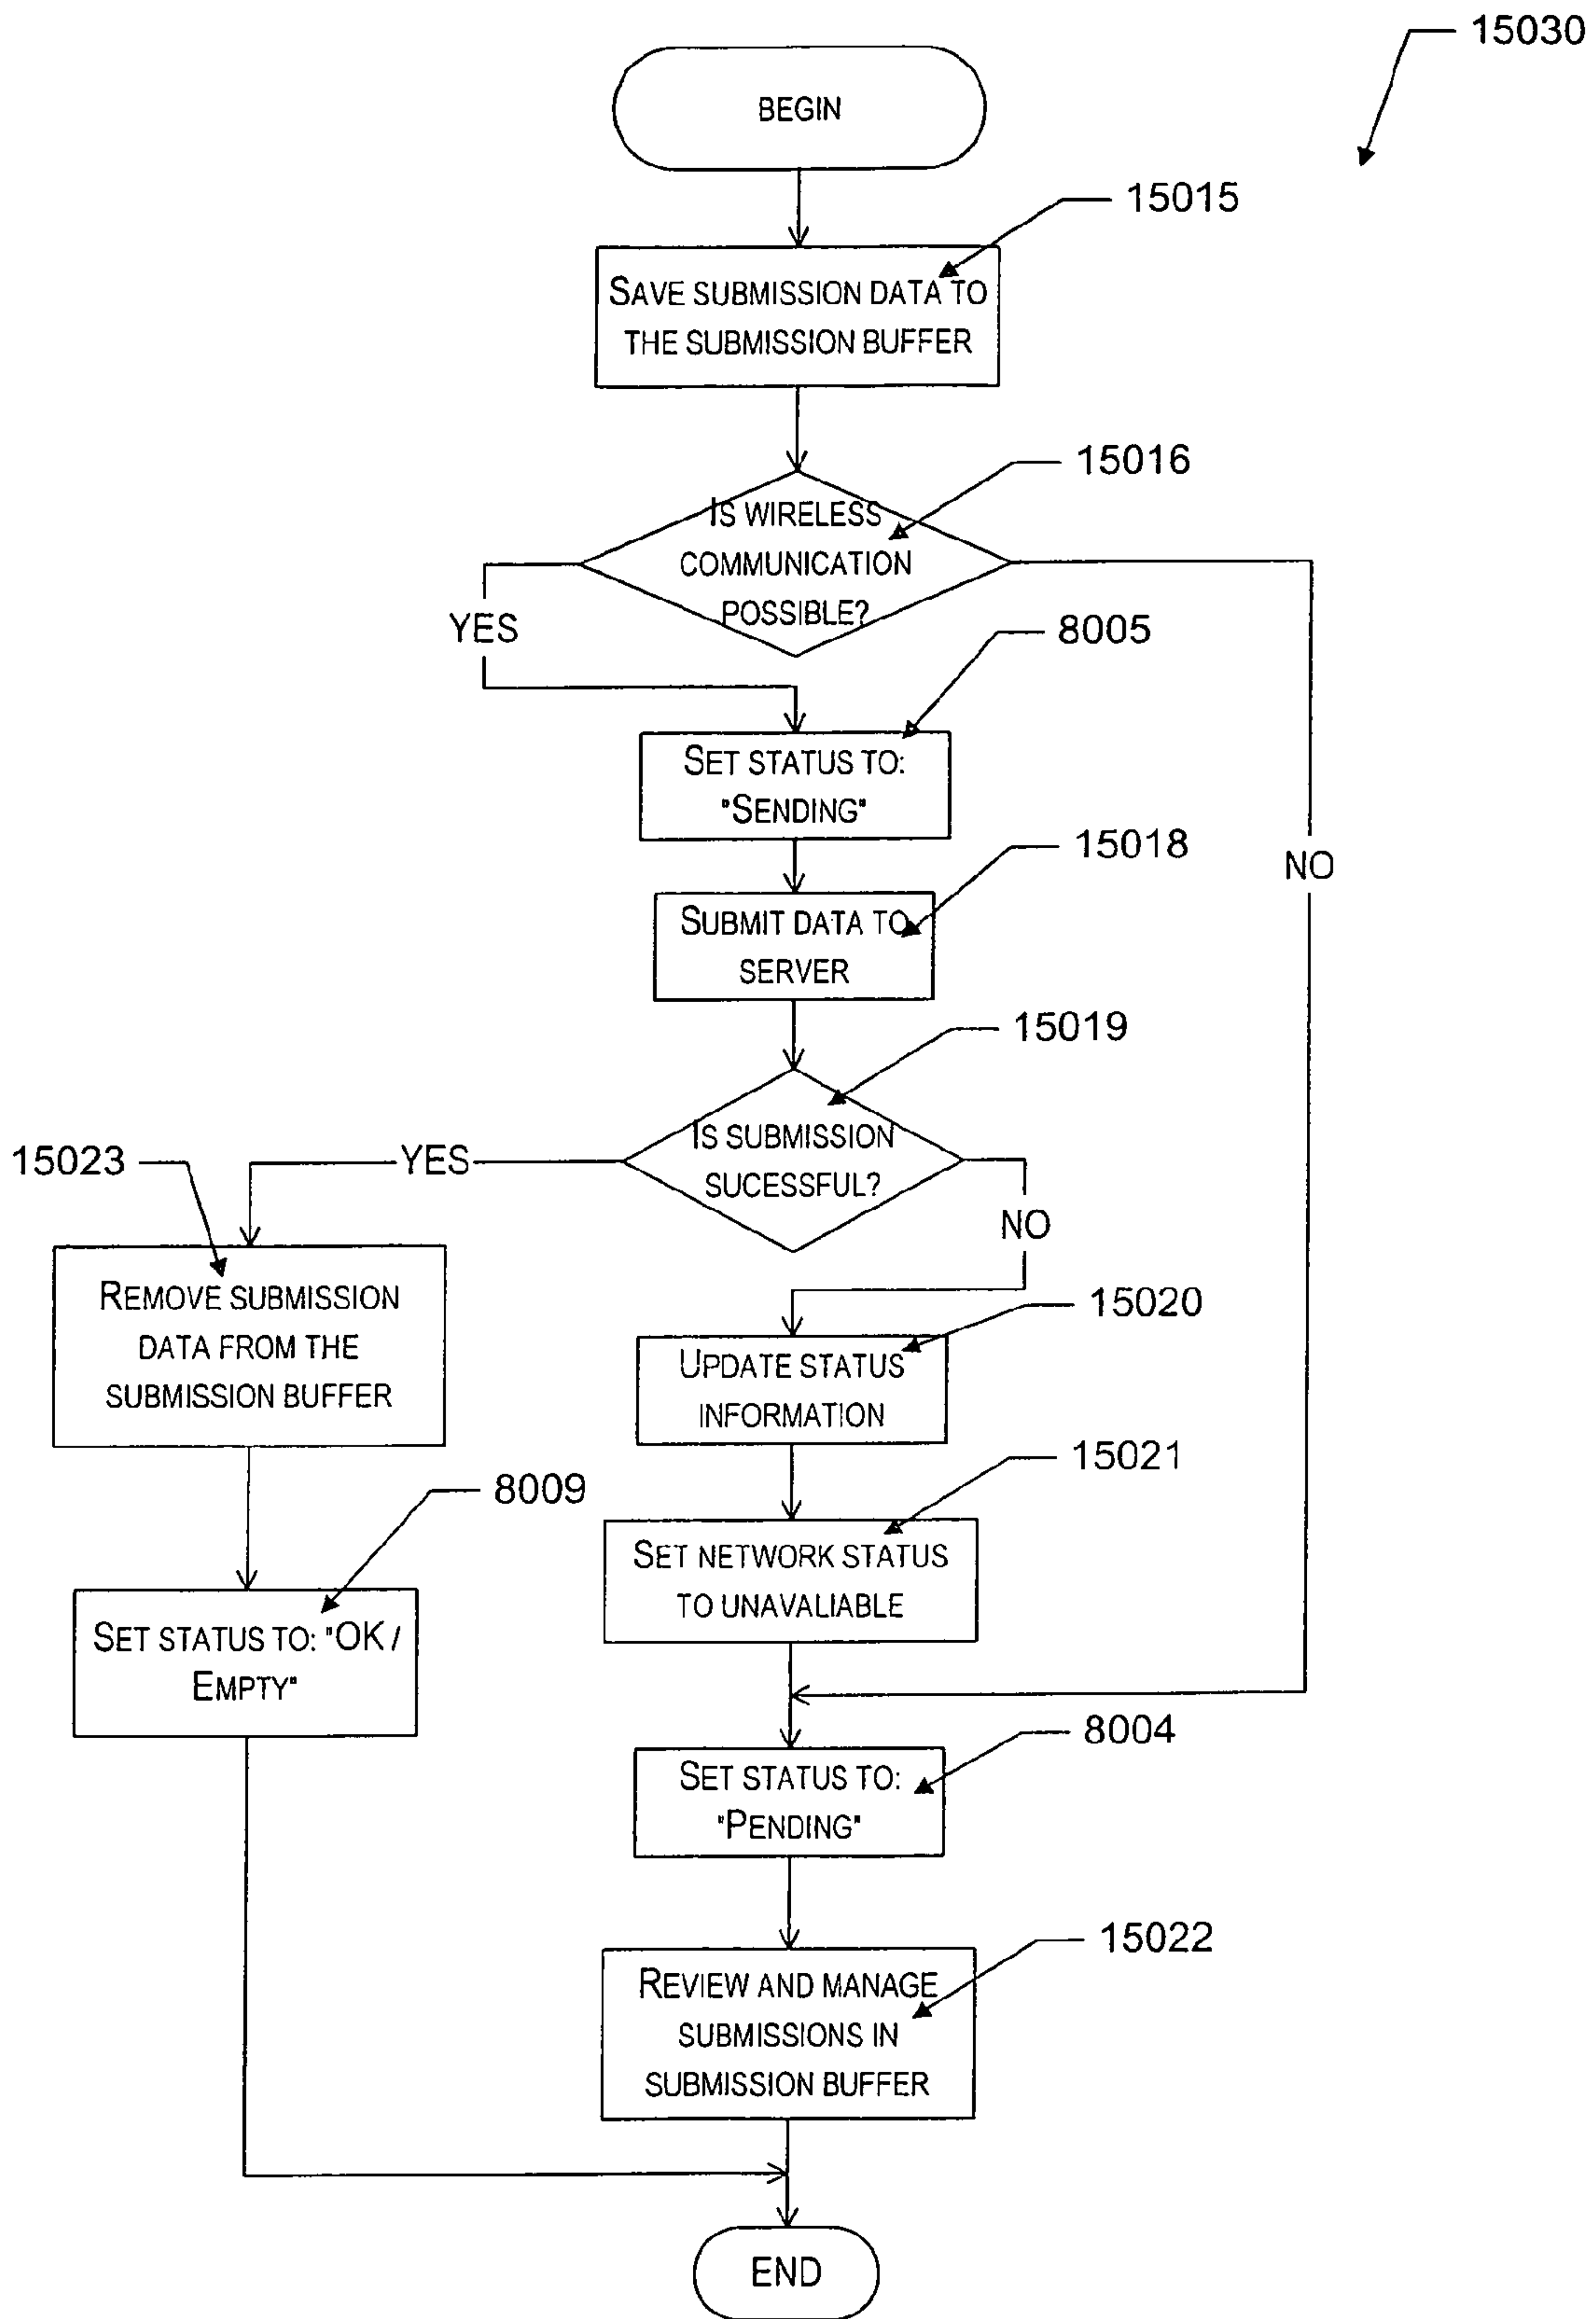 15030
BEGIN
15015
SAVE SUBMISSION DATA TO
THE SUBMISSION BUFFER
15016
IS WIRELESS
COMMUNICATION
POSSIBLE?
YES
8005
SET STATUS TO:
"SENDING"
NO
15018
SUBMIT DATA TO
SERVER
15019
IS SUBMISSION
SUCESSFUL?
YES
15023
NO
REMOVE SUBMISSION
DATA FROM THE
SUBMISSION BUFFER
15020
UPDATE STATUS
INFORMATION
15021
8009
SET NETWORK STATUS
TO UNAVALIABLE
SET STATUS TO: "OK /
EMPTY"
8004
SET STATUS TO:
"PENDING"
15022
REVIEW AND MANAGE
SUBMISSIONS IN
SUBMISSION BUFFER
END